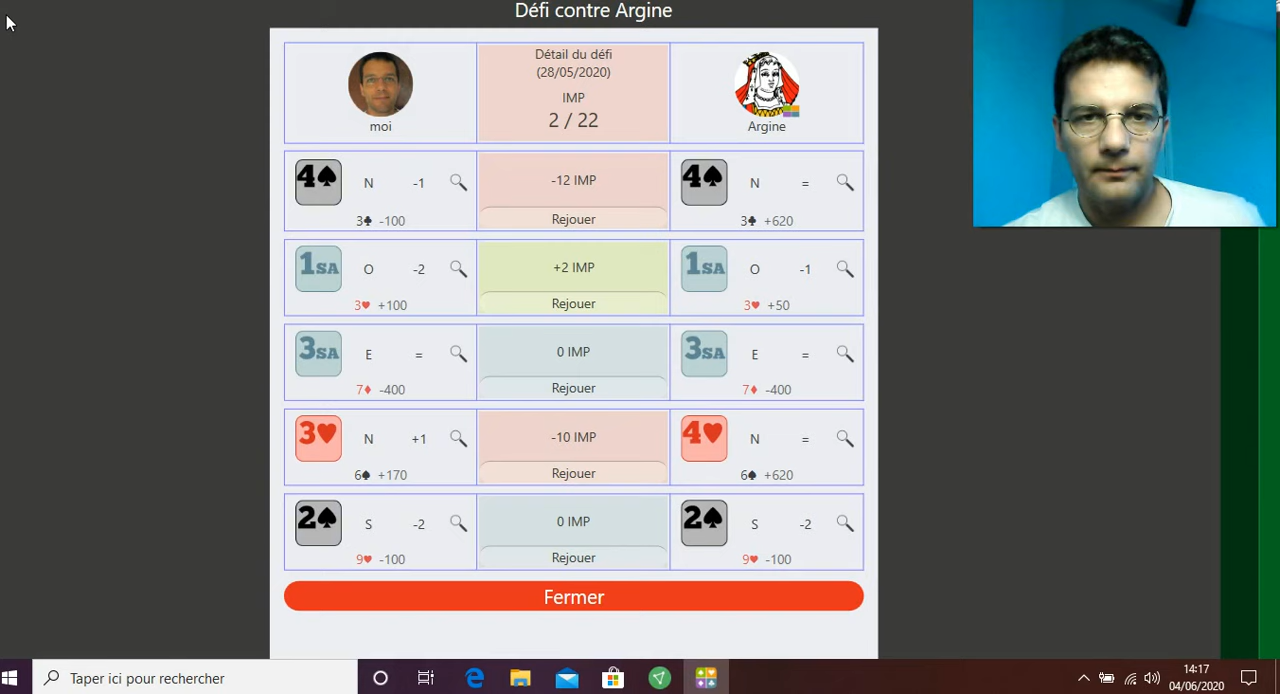 Défi contre Argine
moi
Détail du défi
(28/05/2020)
IMP
2 / 22
Argine
4♠ N -1
3♣ -100
-12 IMP
Rejouer
4♠ N =
3♣ +620
1SA O -2
3♥ +100
+2 IMP
Rejouer
1SA O -1
3♥ +50
3SA E =
7♦ -400
0 IMP
Rejouer
3SA E =
7♦ -400
3♥ N +1
6♠ +170
-10 IMP
Rejouer
4♥ N =
6♠ +620
2♠ S -2
9♥ -100
0 IMP
Rejouer
2♠ S -2
9♥ -100
Fermer
Taper ici pour rechercher
14:17
04/06/2020